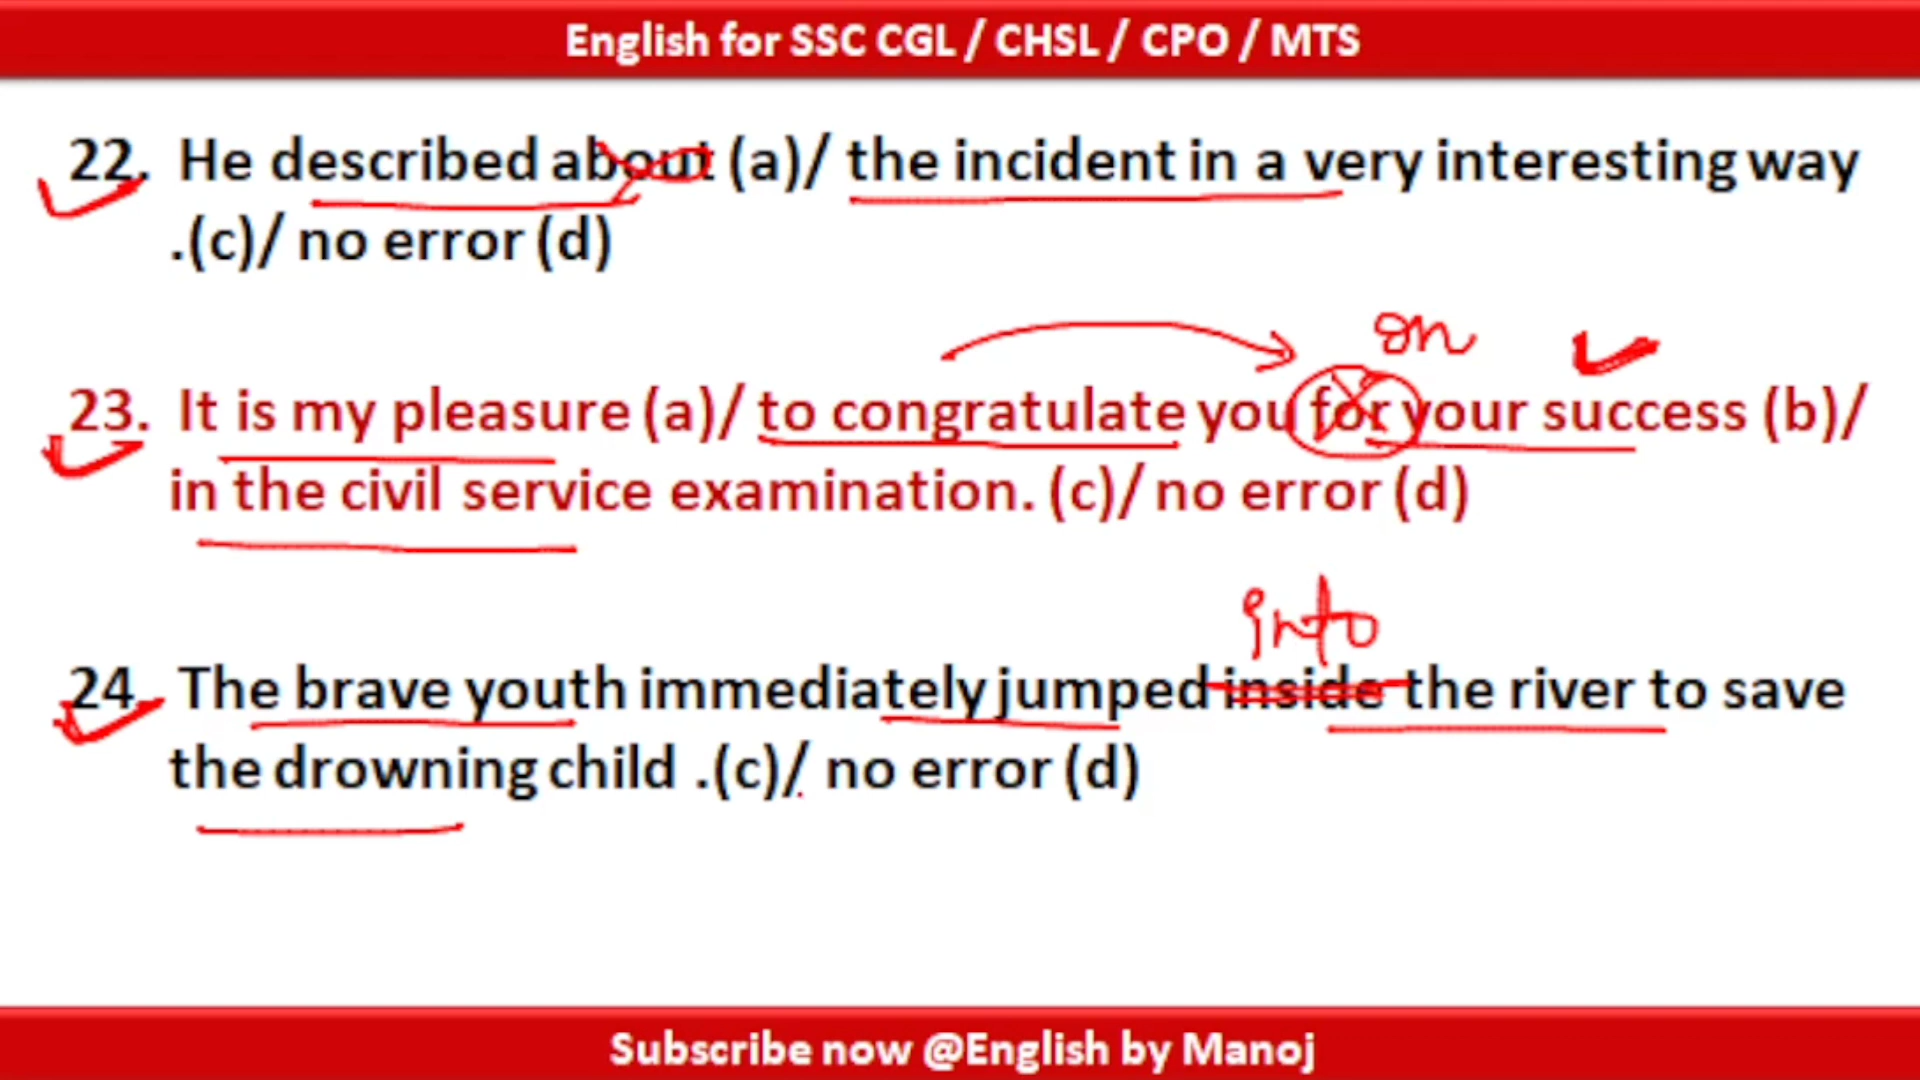 English for SSC CGL / CHSL / CPO / MTS
22. He described about (a)/ the incident in a very interesting way
.(c)/ no error (d)
on
23. It is my pleasure (a)/ to congratulate you for your success (b)/
in the civil service examination. (c)/ no error (d)
into
24. The brave youth immediately jumped inside the river to save
the drowning child .(c)/ no error (d)
Subscribe now @English by Manoj